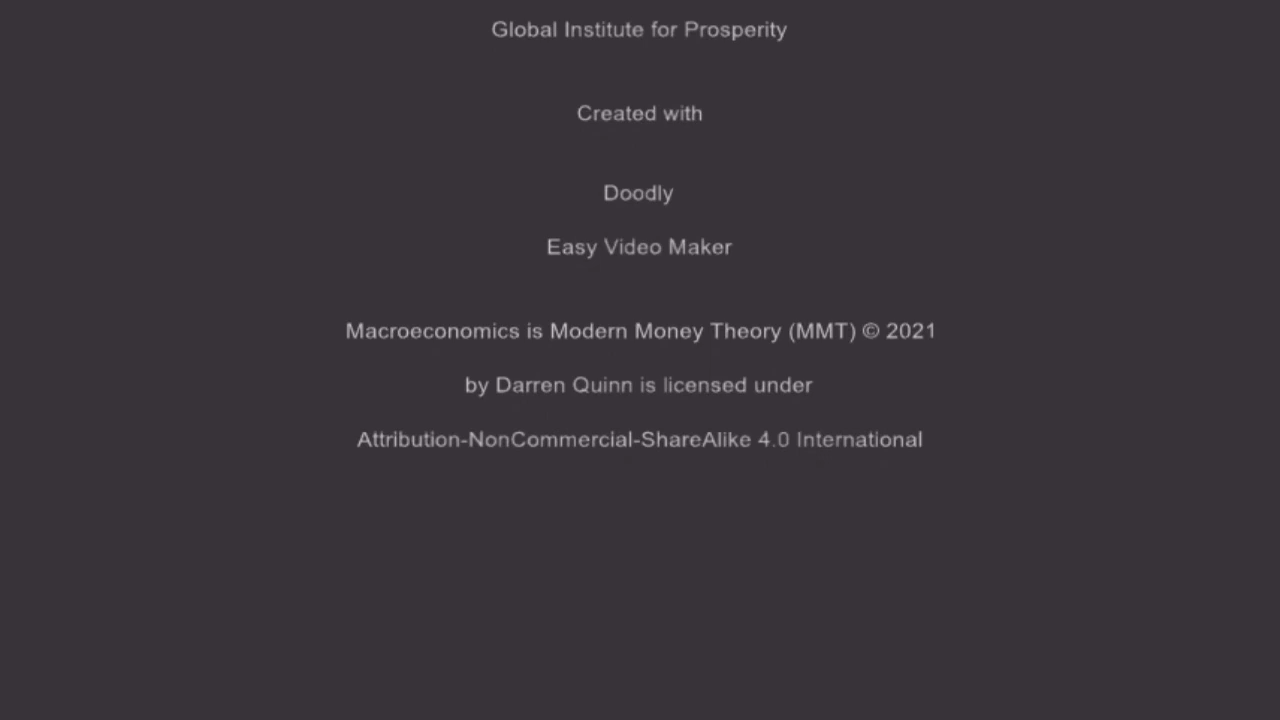 Global Institute for Prosperity
Created with
Doodly
Easy Video Maker
Macroeconomics is Modern Money Theory (MMT) © 2021
by Darren Quinn is licensed under
Attribution-NonCommercial-ShareAlike 4.0 International